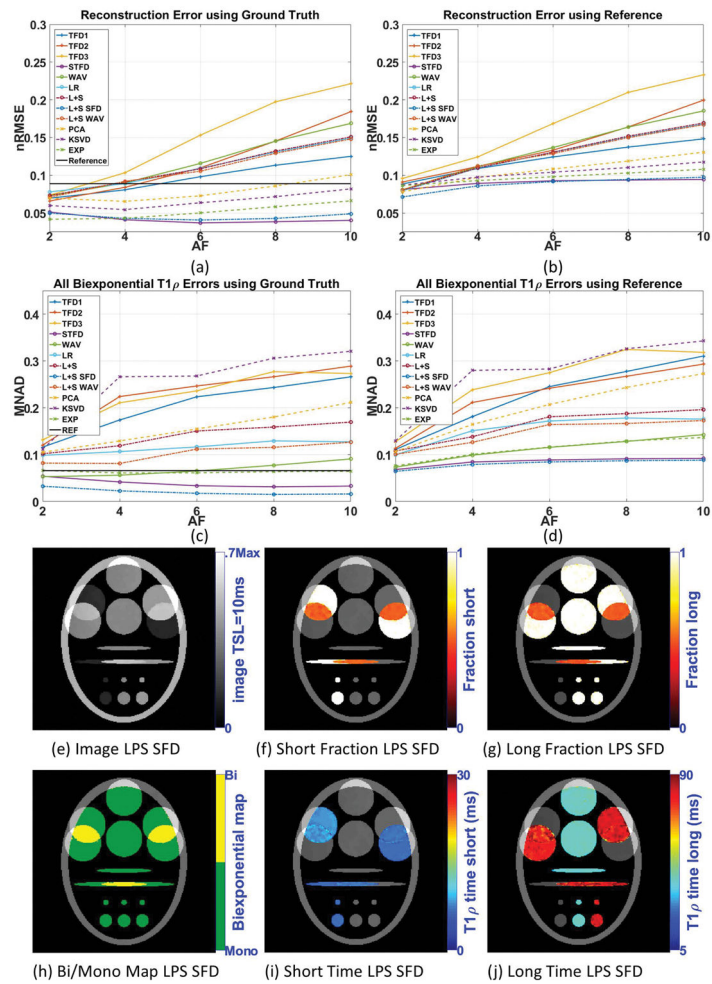 Reconstruction Error using Ground Truth
0.3
0.25
0.2
0.15
0.1
0.05
nRMSE
TFD1
TFD2
TFD3
STFD
WAV
LR
L+S
L+S SFD
L+S WAV
PCA
KSVD
EXP
Reference
2 4 6 8 10
AF
(a)
Reconstruction Error using Reference
0.3
0.25
0.2
0.15
0.1
0.05
nRMSE
TFD1
TFD2
TFD3
STFD
WAV
LR
L+S
L+S SFD
L+S WAV
PCA
KSVD
EXP
2 4 6 8 10
AF
(b)
All Biexponential T1ρ Errors using Ground Truth
0.4
0.3
0.2
0.1
0
MNAD
TFD1
TFD2
TFD3
STFD
WAV
LR
L+S
L+S SFD
L+S WAV
PCA
KSVD
EXP
REF
2 4 6 8 10
AF
(c)
All Biexponential T1ρ Errors using Reference
0.4
0.3
0.2
0.1
0
MNAD
TFD1
TFD2
TFD3
STFD
WAV
LR
L+S
L+S SFD
L+S WAV
PCA
KSVD
EXP
2 4 6 8 10
AF
(d)
.7Max
0
image TSL=10ms
(e) Image LPS SFD
1
0
Fraction short
(f) Short Fraction LPS SFD
1
0
Fraction long
(g) Long Fraction LPS SFD
Bi
Mono
Biexponential map
(h) Bi/Mono Map LPS SFD
30
0
T1ρ time short (ms)
(i) Short Time LPS SFD
90
5
T1ρ time long (ms)
(j) Long Time LPS SFD